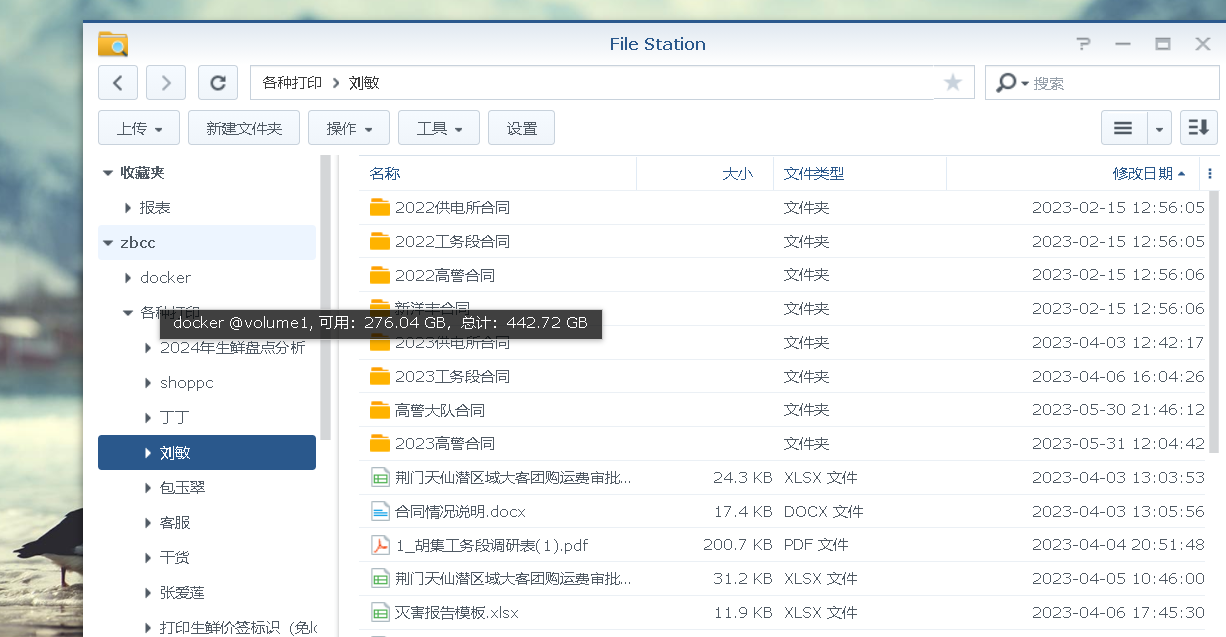 File Station
各种打印 > 刘敏
搜索
上传 新建文件夹 操作 工具 设置
收藏夹
报表
zbcc
docker
各种打印
docker @volume1, 可用: 276.04 GB, 总计: 442.72 GB
2024年生鲜盘点分析
shoppc
丁丁
刘敏
包玉翠
客服
干货
张爱莲
打印生鲜价签标识
名称 大小 文件类型 修改日期
2022供电所合同 文件夹 2023-02-15 12:56:05
2022工务段合同 文件夹 2023-02-15 12:56:05
2022高警合同 文件夹 2023-02-15 12:56:06
新洋丰合同 文件夹 2023-02-15 12:56:06
2023供电所合同 文件夹 2023-04-03 12:42:17
2023工务段合同 文件夹 2023-04-06 16:04:26
高警大队合同 文件夹 2023-05-30 21:46:12
2023高警合同 文件夹 2023-05-31 12:04:42
荆门天仙潜区域大客团购运费审批... 24.3 KB XLSX 文件 2023-04-03 13:03:53
合同情况说明.docx 17.4 KB DOCX 文件 2023-04-03 13:05:56
1_胡集工务段调研表(1).pdf 200.7 KB PDF 文件 2023-04-04 20:51:48
荆门天仙潜区域大客团购运费审批... 31.2 KB XLSX 文件 2023-04-05 10:46:00
灾害报告模板.xlsx 11.9 KB XLSX 文件 2023-04-06 17:45:30